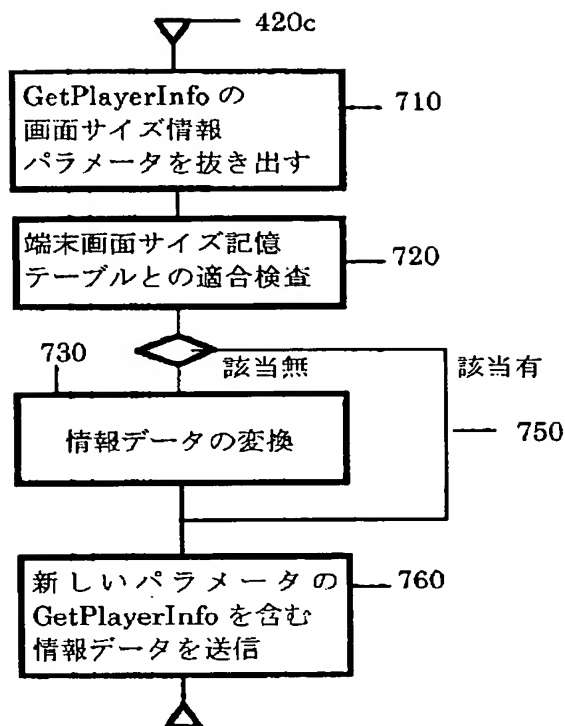 420c
GetPlayerInfo の
画面サイズ情報
パラメータを抜き出す
710
端末画面サイズ記憶
テーブルとの適合検査
720
730
該当無
該当有
情報データの変換
750
新しいパラメータの
GetPlayerInfo を含む
情報データを送信
760